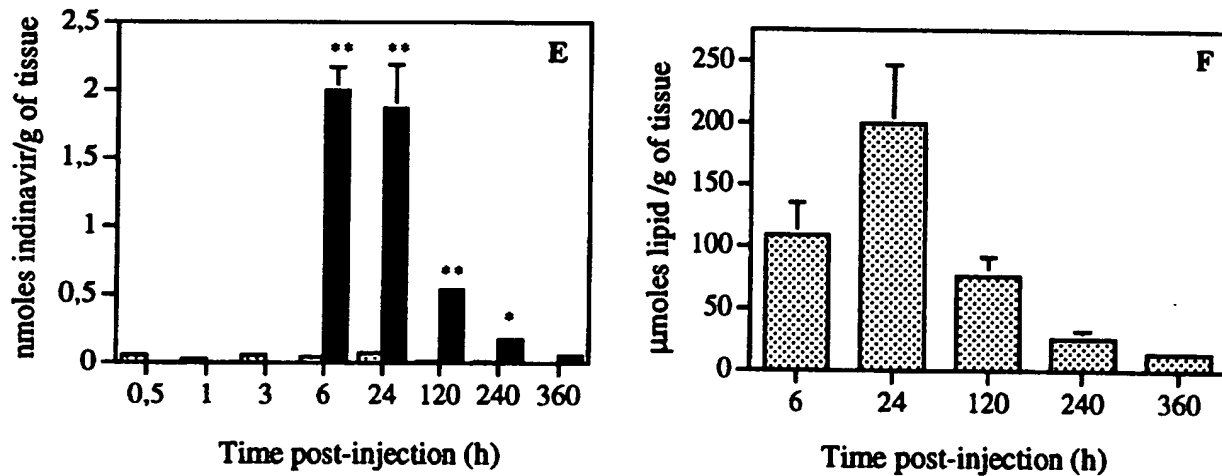 nmoles indinavir/g of tissue
2,5
2
1,5
1
0,5
0
E
** ** ** *
0,5 1 3 6 24 120 240 360
Time post-injection (h)
µmoles lipid /g of tissue
250
200
150
100
50
0
F
6 24 120 240 360
Time post-injection (h)